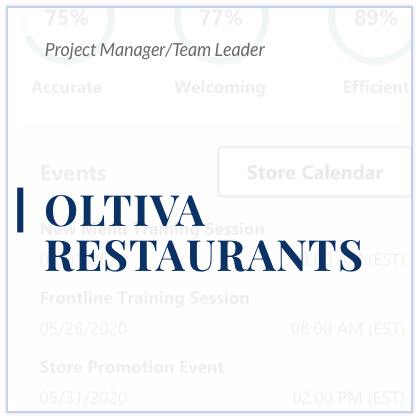 75%
77%
89%
Project Manager/Team Leader
Accurate
Welcoming
Efficient
Events
Store Calendar
OLTIVA
New Menu Training Session
RESTAURANTS
(EST)
Frontline Training Session
05/26/2020
08:00 AM (EST)
Store Promotion Event
05/31/2020
02:00 PM (EST)